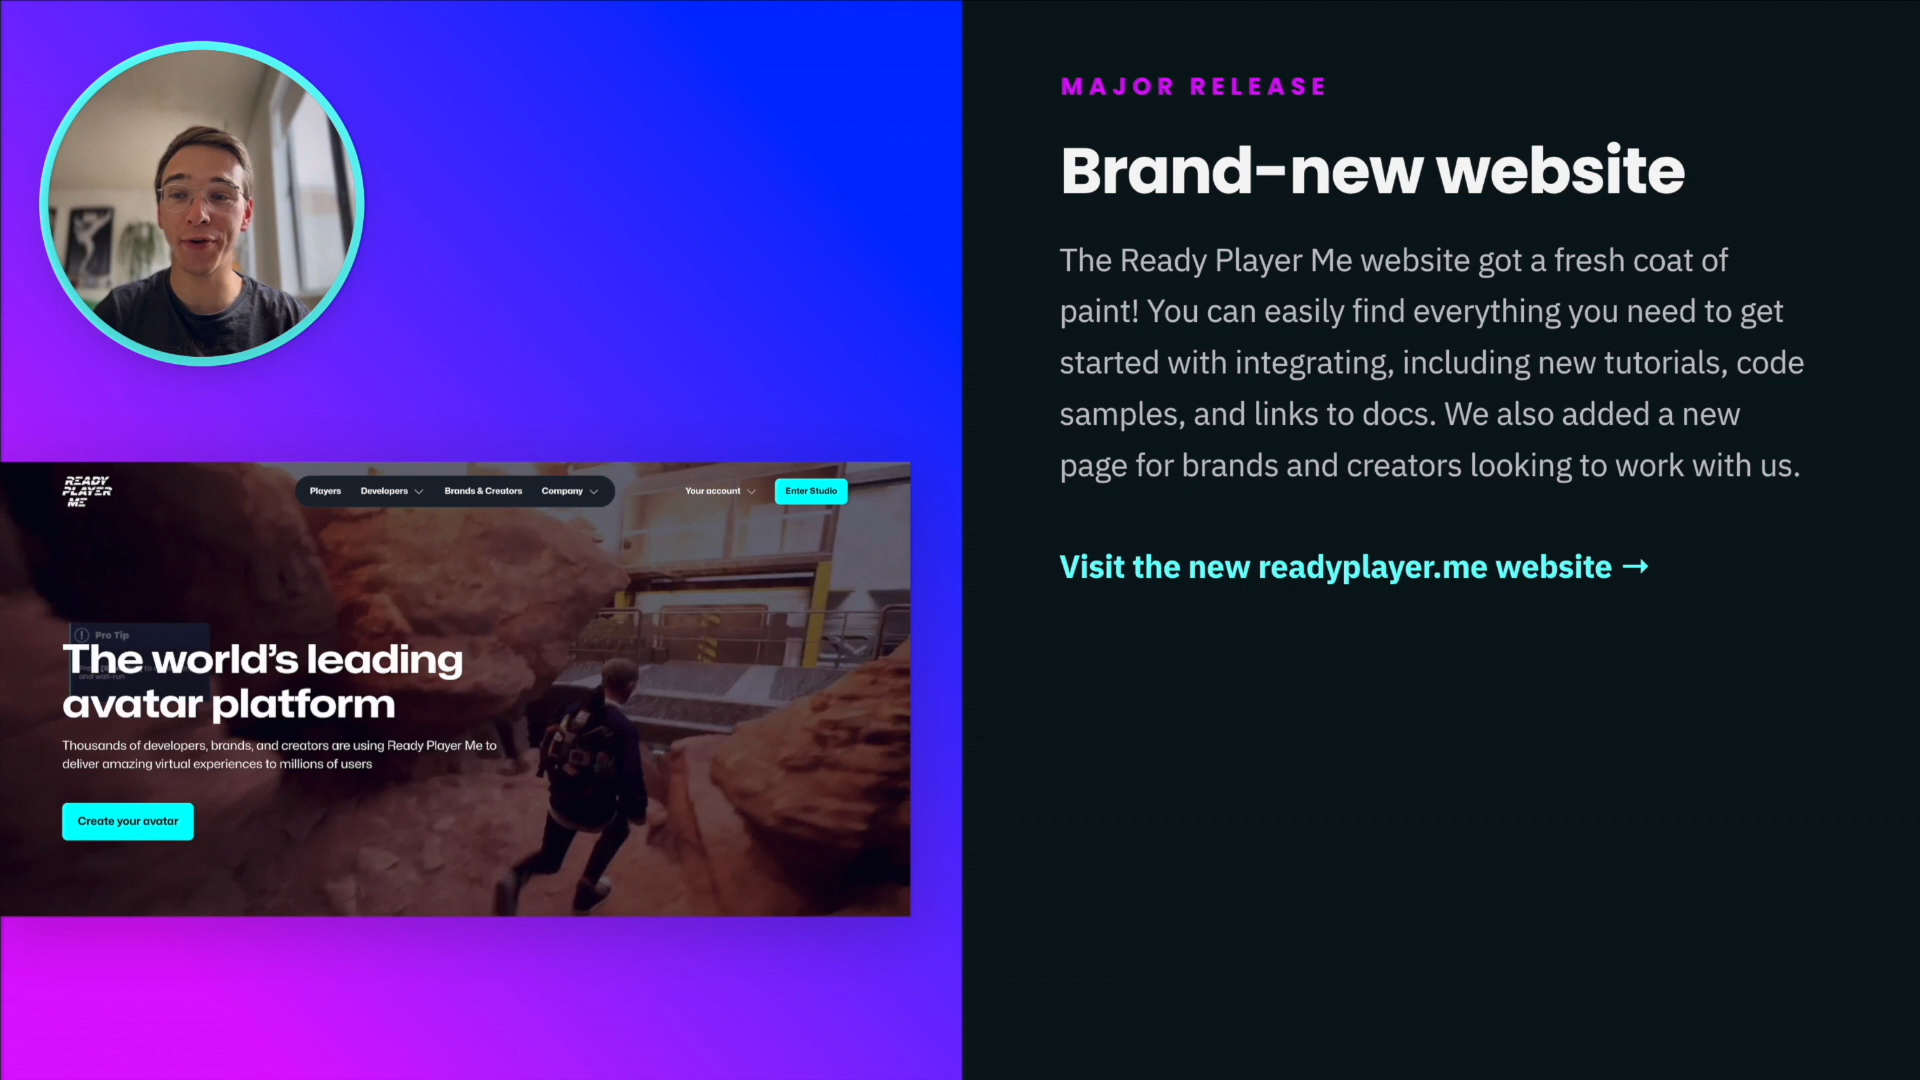 MAJOR RELEASE
Brand-new website
The Ready Player Me website got a fresh coat of
paint! You can easily find everything you need to get
started with integrating, including new tutorials, code
samples, and links to docs. We also added a new
page for brands and creators looking to work with us.
Visit the new readyplayer.me website →
READY
PLAYER
ME
Players Developers Brands & Creators Company Your account Enter Studio
Pro Tip
The world's leading
and wall-run
avatar platform
Thousands of developers, brands, and creators are using Ready Player Me to
deliver amazing virtual experiences to millions of users
Create your avatar